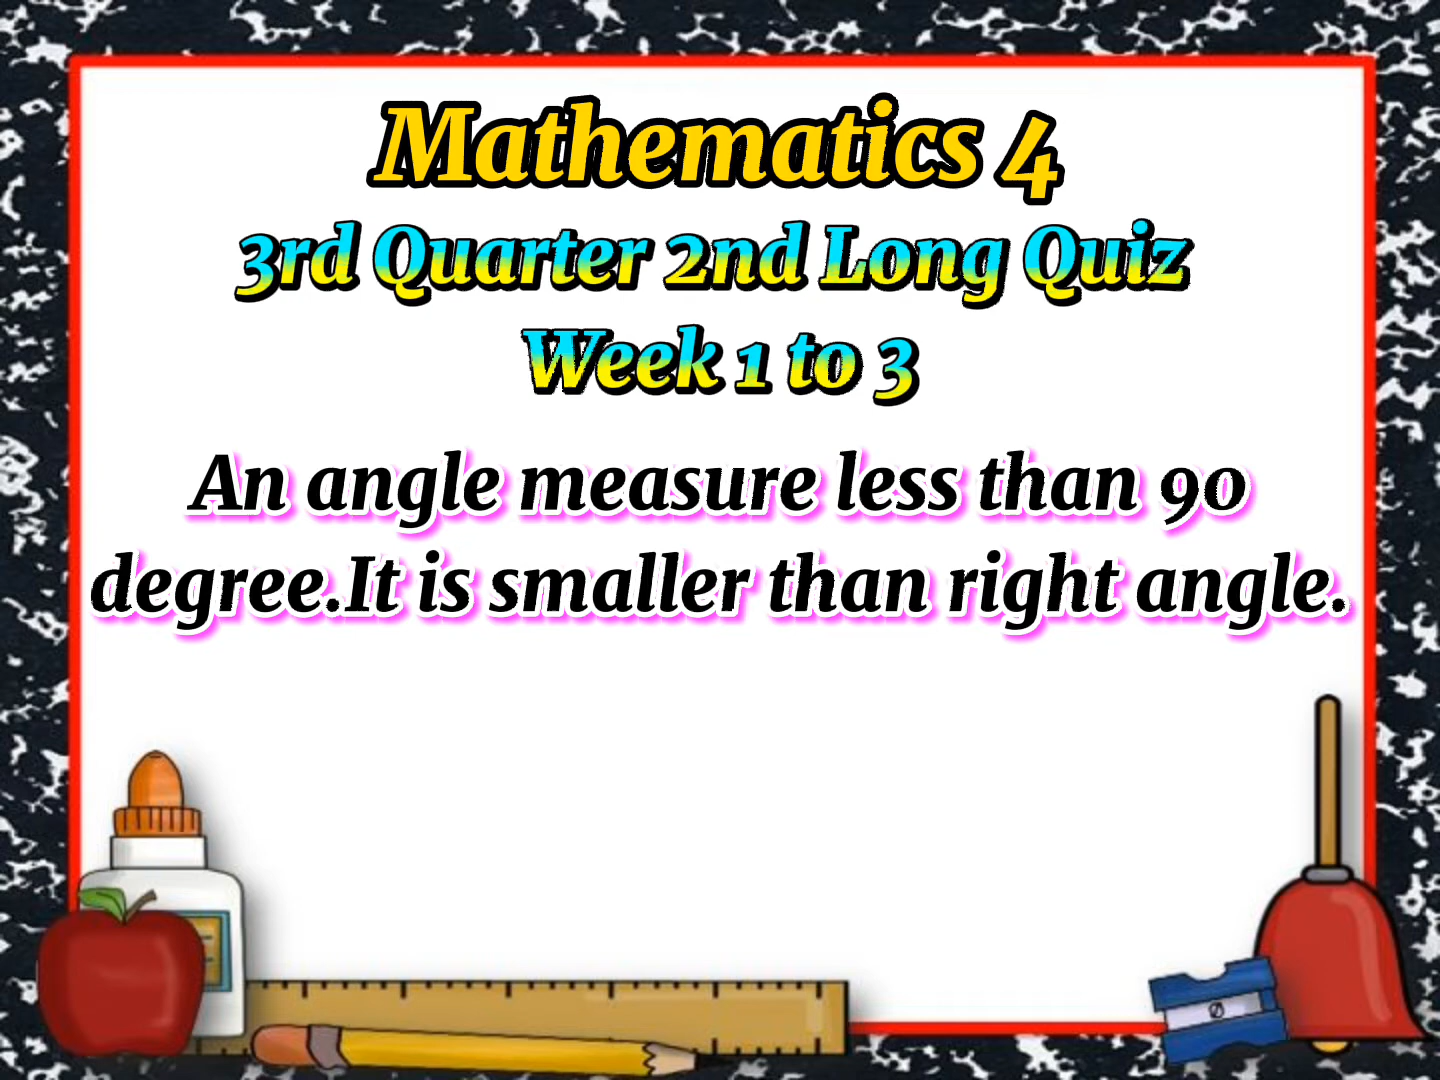 Mathematics 4
3rd Quarter 2nd Long Quiz
Week 1 to 3
An angle measure less than 90
degree.It is smaller than right angle.